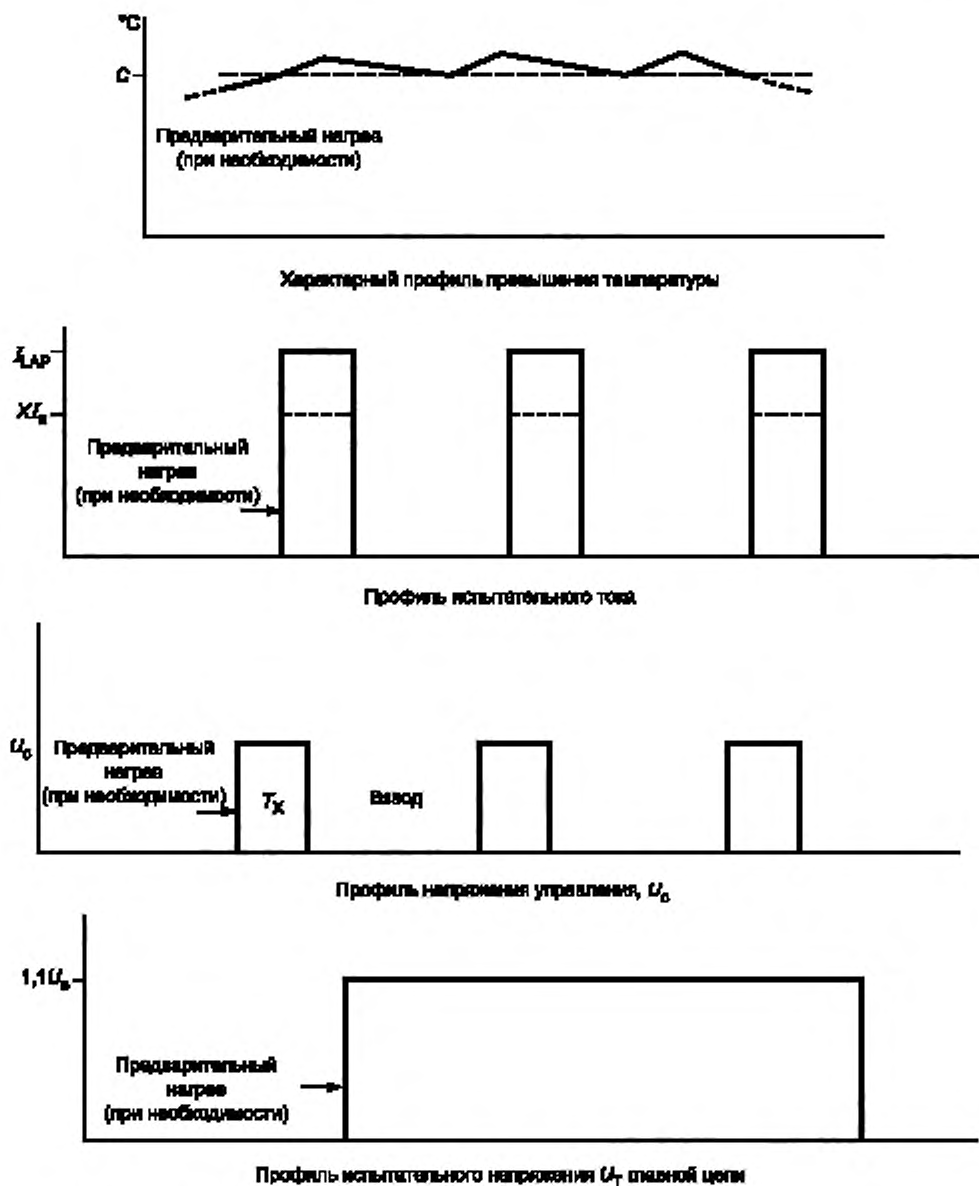 °C
C
Предварительный нагрев
(при необходимости)
Характерный профиль превышения температуры
I_LAP
XI_e
Предварительный
нагрев
(при необходимости)
Профиль испытательного тока
U_c
Предварительный
нагрев
(при необходимости)
T_X
Взвод
Профиль напряжения управления, U_c
1,1U_e
Предварительный
нагрев
(при необходимости)
Профиль испытательного напряжения U_T главной цепи